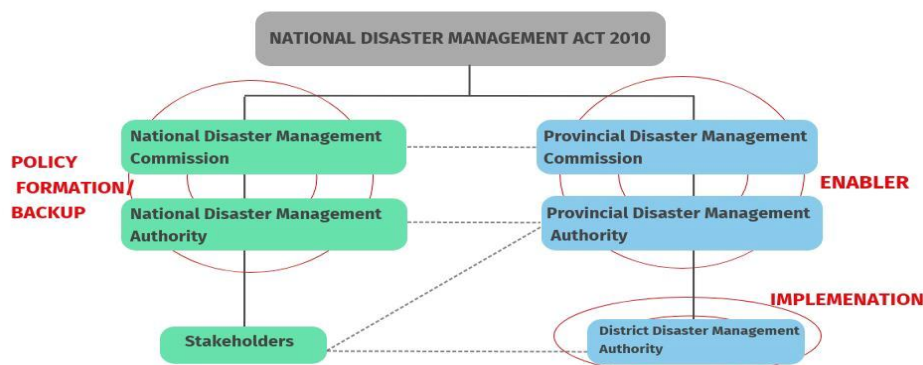 NATIONAL DISASTER MANAGEMENT ACT 2010
National Disaster Management
Commission
Provincial Disaster Management
Commission
POLICY
FORMATION/
BACKUP
ENABLER
National Disaster Management
Authority
Provincial Disaster Management
Authority
IMPLEMENATION
Stakeholders
District Disaster Management
Authority